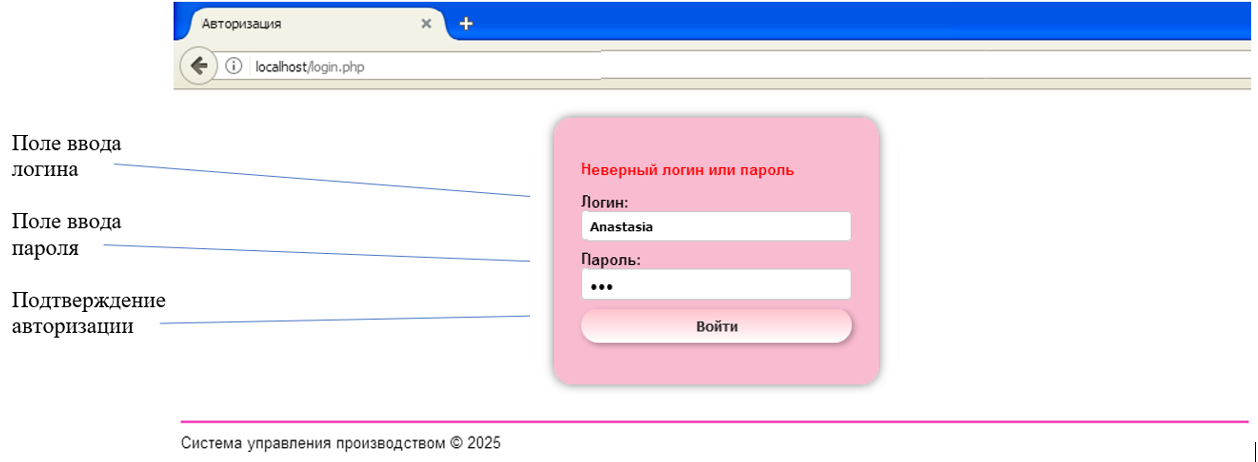 Авторизация
localhost/login.php
Поле ввода
логина
Поле ввода
пароля
Подтверждение
авторизации
Неверный логин или пароль
Логин:
Anastasia
Пароль:
Войти
Система управления производством © 2025